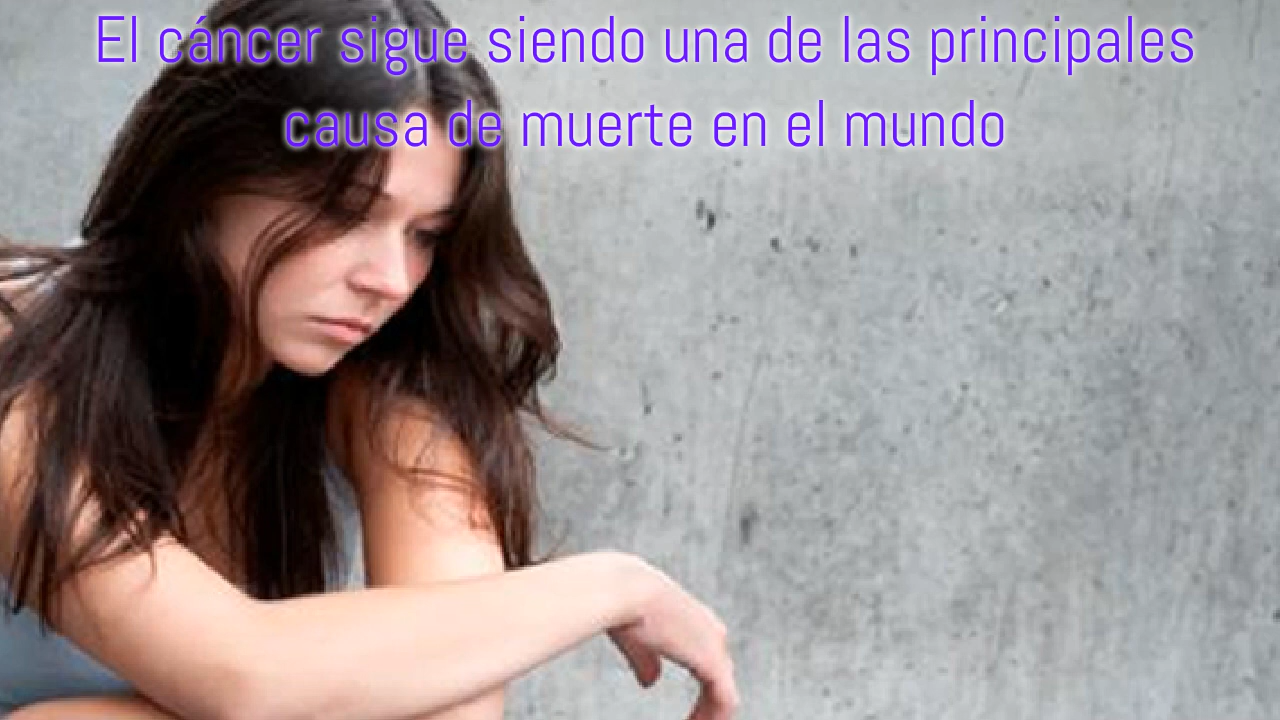 El cáncer sigue siendo una de las principales
causa de muerte en el mundo